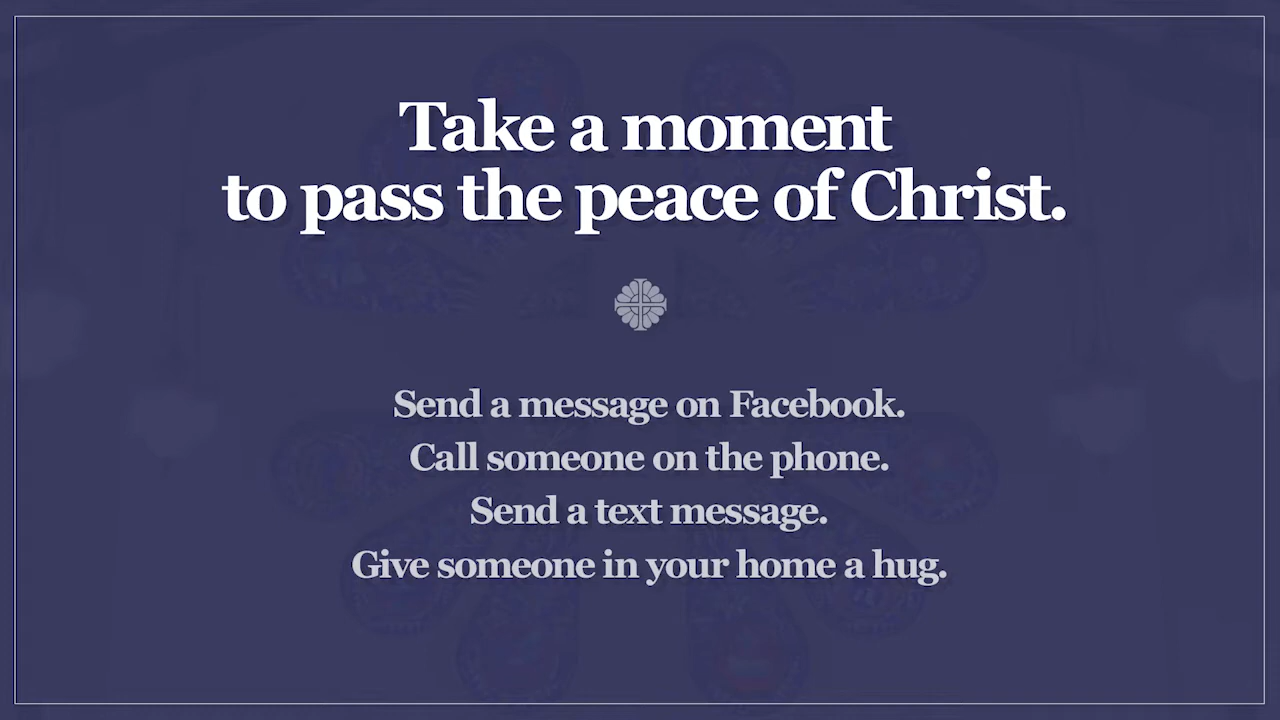 Take a moment
to pass the peace of Christ.
Send a message on Facebook.
Call someone on the phone.
Send a text message.
Give someone in your home a hug.